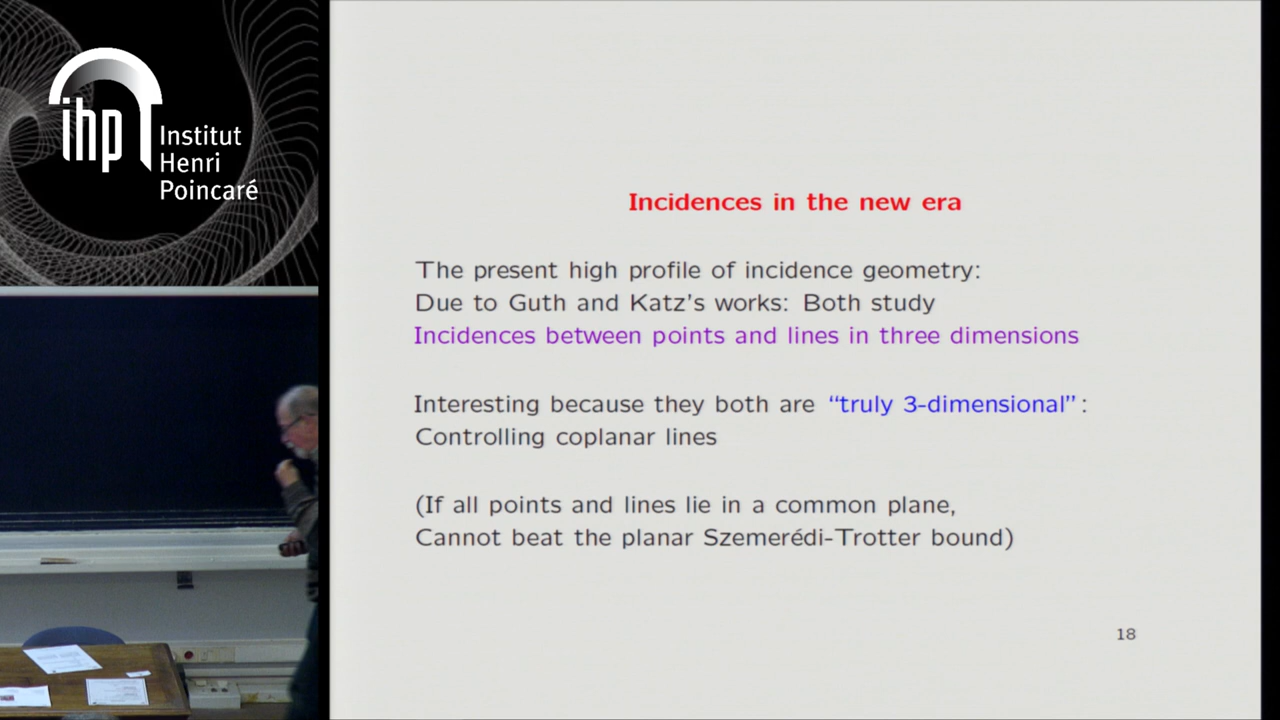 ihp
Institut
Henri
Poincaré
Incidences in the new era
The present high profile of incidence geometry:
Due to Guth and Katz's works: Both study
Incidences between points and lines in three dimensions
Interesting because they both are “truly 3-dimensional”:
Controlling coplanar lines
(If all points and lines lie in a common plane,
Cannot beat the planar Szemerédi-Trotter bound)
18